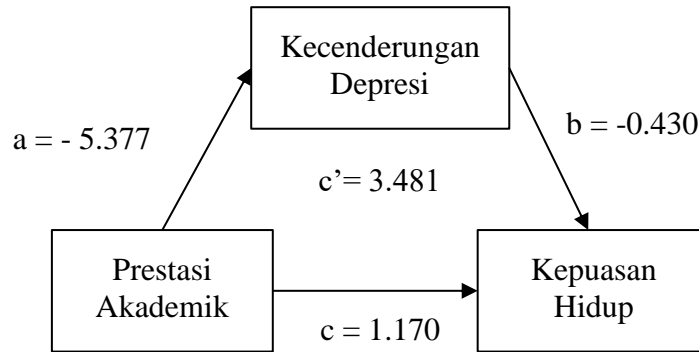 Kecenderungan
Depresi
a = - 5.377
b = -0.430
c’= 3.481
Prestasi
Akademik
Kepuasan
Hidup
c = 1.170